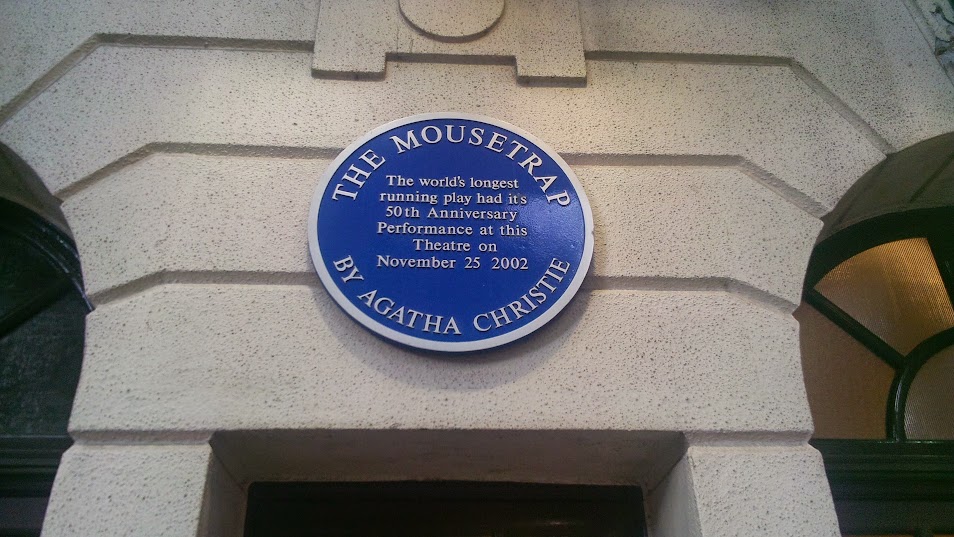 THE MOUSETRAP
The world's longest
running play had it's
50th Anniversary
Performance at this
Theatre on
November 25 2002
BY AGATHA CHRISTIE